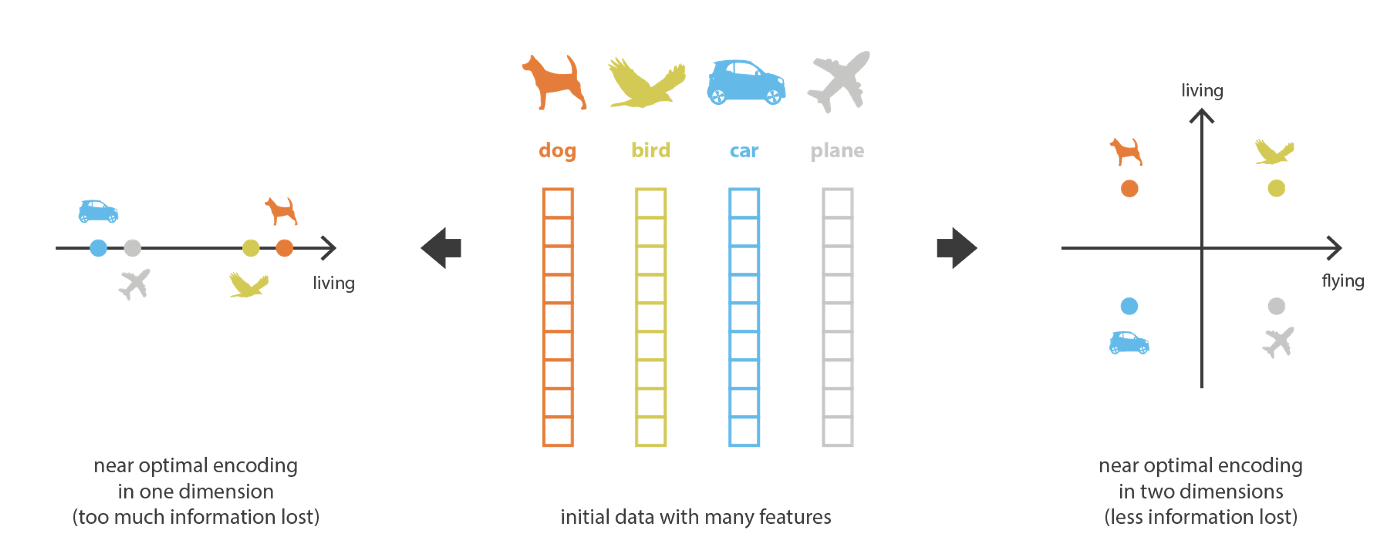 dog
bird
car
plane
living
living
flying
near optimal encoding
in one dimension
(too much information lost)
initial data with many features
near optimal encoding
in two dimensions
(less information lost)